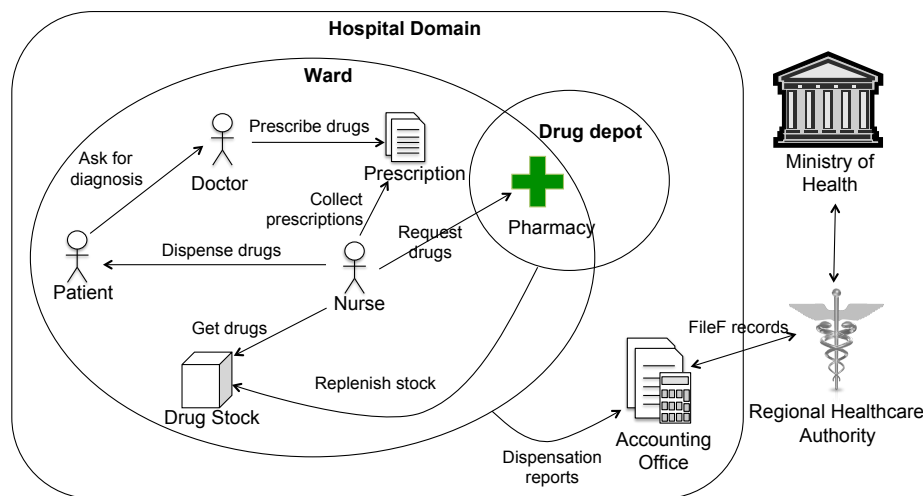 Hospital Domain
Ward
Prescribe drugs
Drug depot
Ask for
diagnosis
Doctor
Prescription
Ministry of
Health
Collect
prescriptions
Request
drugs
Pharmacy
Dispense drugs
Patient
Nurse
Get drugs
FileF records
Replenish stock
Drug Stock
Regional Healthcare
Authority
Accounting
Office
Dispensation
reports